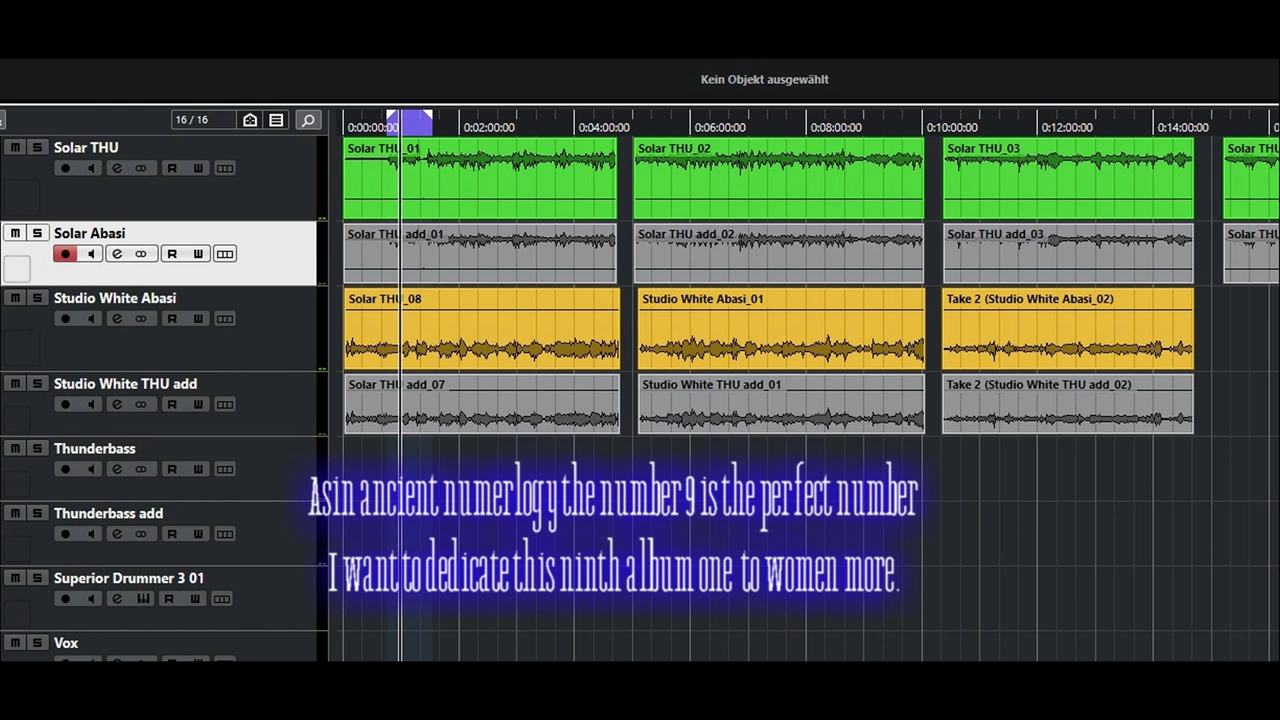 Kein Objekt ausgewählt
16 / 16
0:00:00:00 0:02:00:00 0:04:00:00 0:06:00:00 0:08:00:00 0:10:00:00 0:12:00:00 0:14:00:00
M S Solar THU
R W
Solar THU_01 Solar THU_02 Solar THU_03 Solar THU
M S Solar Abasi
R W
Solar THU add_01 Solar THU add_02 Solar THU add_03 Solar THU
M S Studio White Abasi
R W
Solar THU_08 Studio White Abasi_01 Take 2 (Studio White Abasi_02)
M S Studio White THU add
R W
Solar THU add_07 Studio White THU add_01 Take 2 (Studio White THU add_02)
M S Thunderbass
R W
M S Thunderbass add
R W
M S Superior Drummer 3 01
R W
M S Vox
Asin ancient numerlogy the number 9 is the perfect number
I want to dedicate this ninth album one to women more.